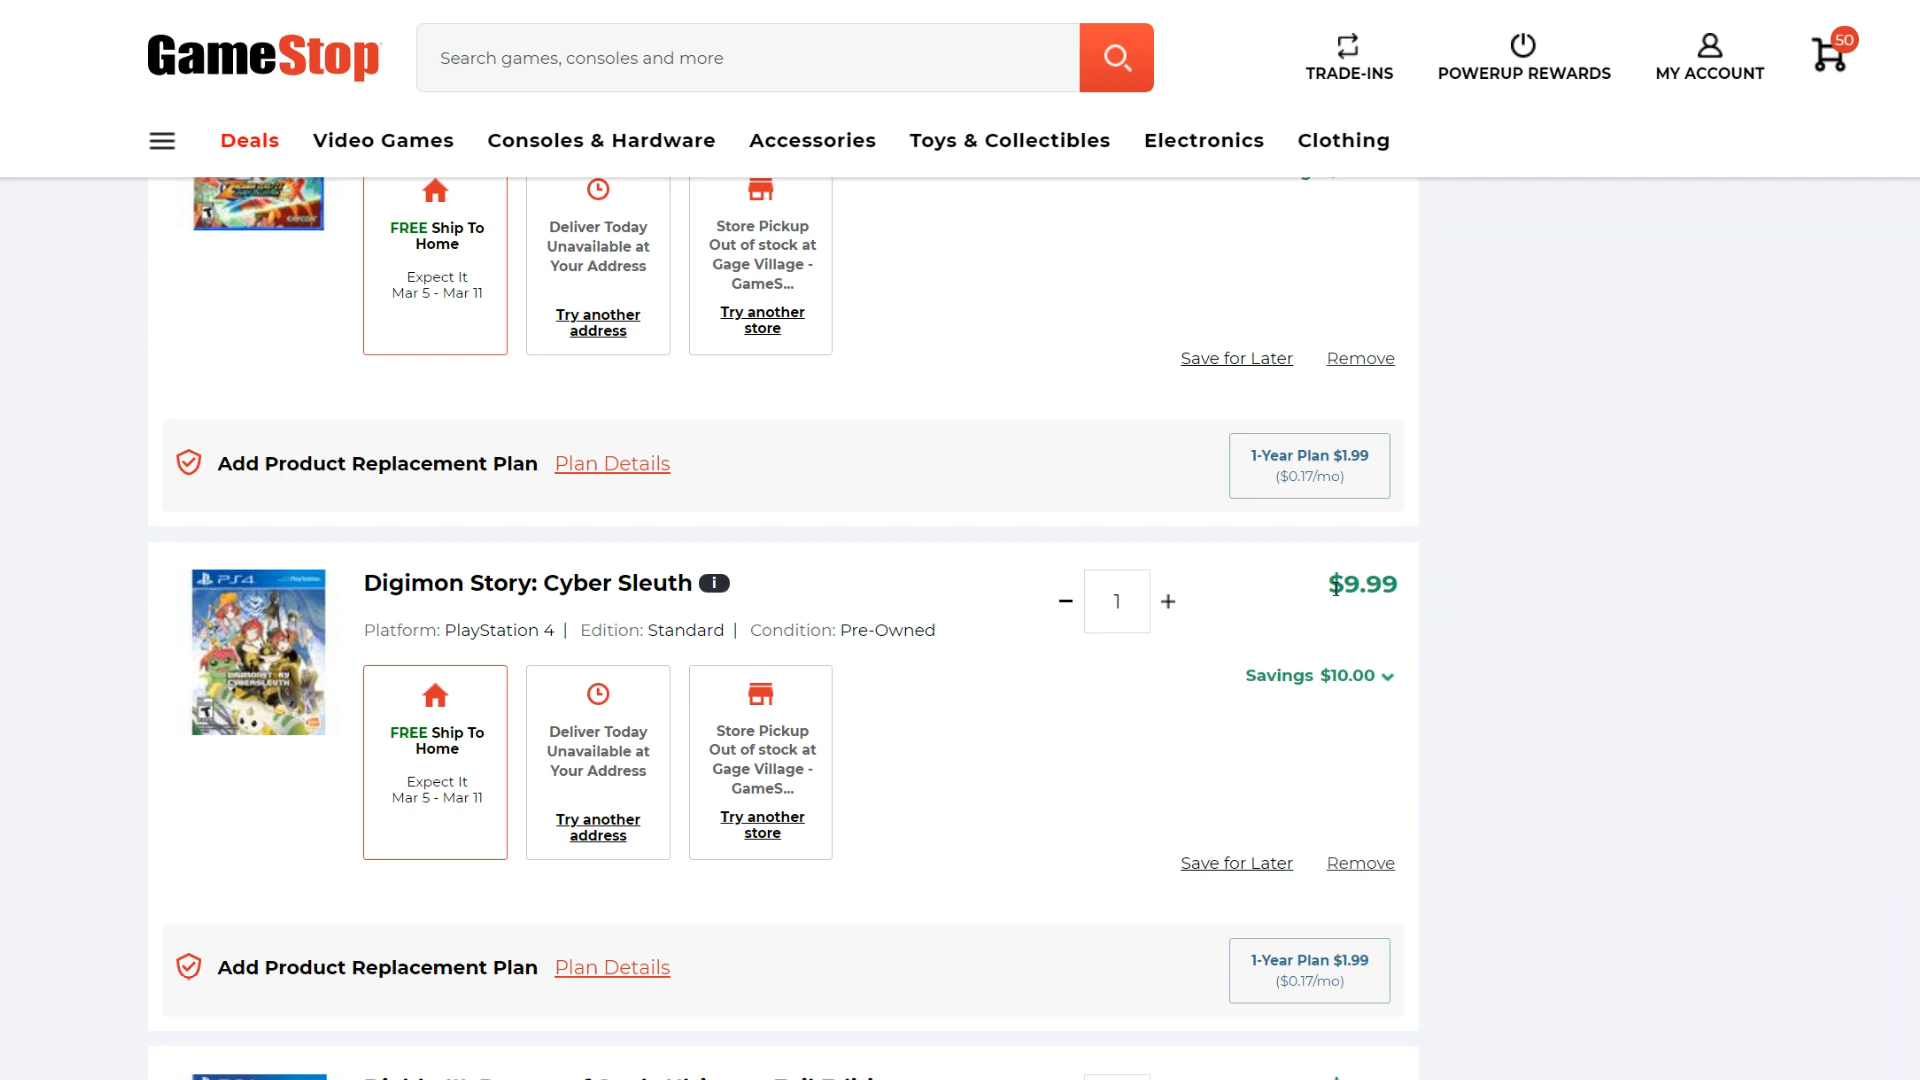 GameStop
Search games, consoles and more
TRADE-INS
POWERUP REWARDS
MY ACCOUNT
50
Deals
Video Games
Consoles & Hardware
Accessories
Toys & Collectibles
Electronics
Clothing
FREE Ship To
Home
Expect It
Mar 5 - Mar 11
Deliver Today
Unavailable at
Your Address
Try another
address
Store Pickup
Out of stock at
Gage Village -
GameS...
Try another
store
Save for Later
Remove
Add Product Replacement Plan
Plan Details
1-Year Plan $1.99
($0.17/mo)
PS4
Digimon Story: Cyber Sleuth i
1
$9.99
Platform: PlayStation 4 | Edition: Standard | Condition: Pre-Owned
Savings $10.00
FREE Ship To
Home
Expect It
Mar 5 - Mar 11
Deliver Today
Unavailable at
Your Address
Try another
address
Store Pickup
Out of stock at
Gage Village -
GameS...
Try another
store
Save for Later
Remove
Add Product Replacement Plan
Plan Details
1-Year Plan $1.99
($0.17/mo)